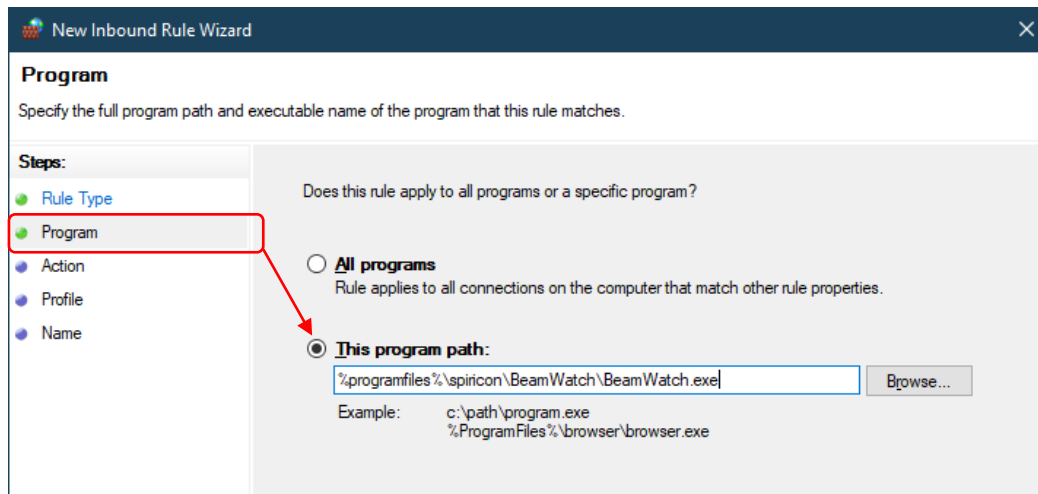 New Inbound Rule Wizard
Program
Specify the full program path and executable name of the program that this rule matches.
Steps:
Rule Type
Program
Action
Profile
Name
Does this rule apply to all programs or a specific program?
All programs
Rule applies to all connections on the computer that match other rule properties.
This program path:
%programfiles%\spiricon\BeamWatch\BeamWatch.exe
Browse...
Example:
c:\path\program.exe
%ProgramFiles%\browser\browser.exe